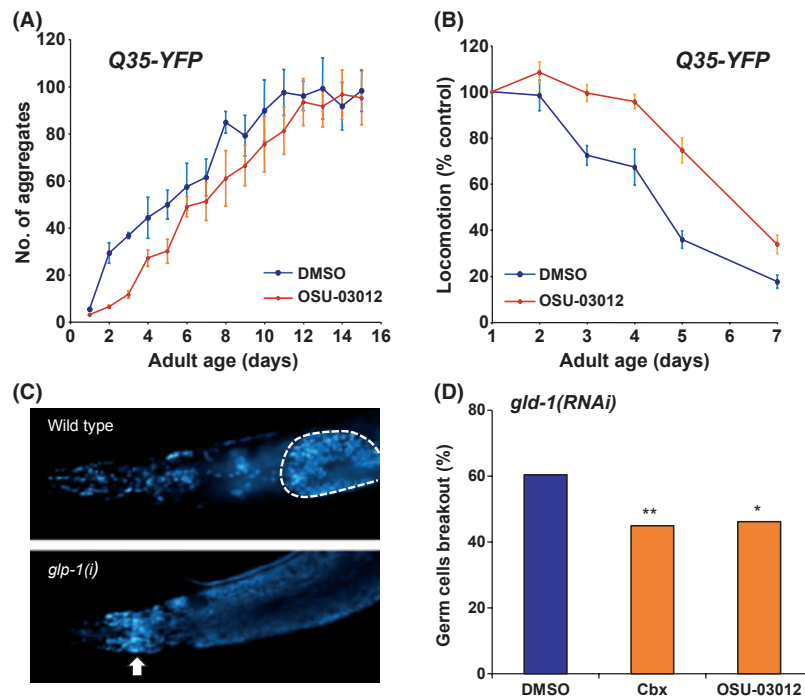 (A)
Q35-YFP
No. of aggregates
120
100
80
60
40
20
0
0 2 4 6 8 10 12 14 16
Adult age (days)
DMSO
OSU-03012
(B)
Q35-YFP
Locomotion (% control)
120
100
80
60
40
20
0
1 2 3 4 5 6 7
Adult age (days)
DMSO
OSU-03012
(C)
Wild type
glp-1(i)
(D)
gld-1(RNAi)
Germ cells breakout (%)
80
60
40
20
0
** *
DMSO Cbx OSU-03012